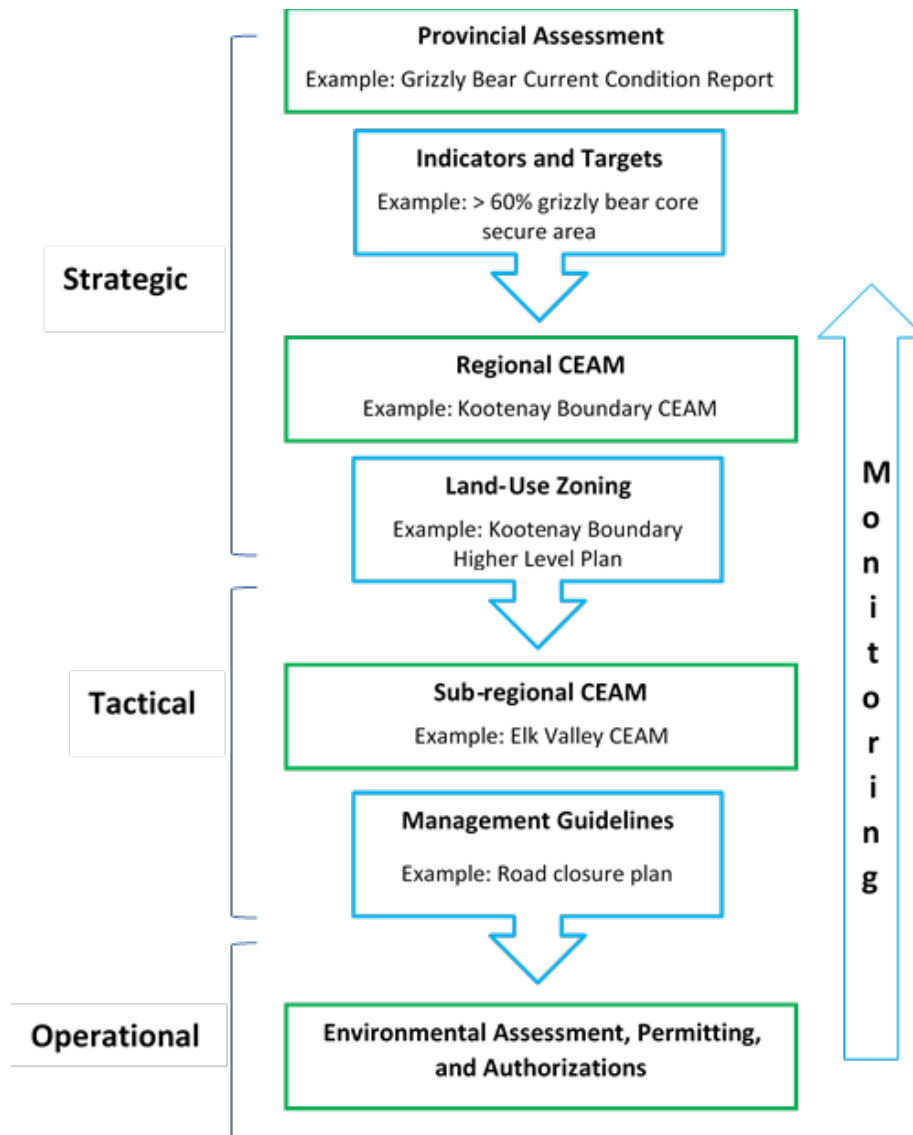 Provincial Assessment
Example: Grizzly Bear Current Condition Report
Indicators and Targets
Example: > 60% grizzly bear core
secure area
Strategic
Regional CEAM
Example: Kootenay Boundary CEAM
Land-Use Zoning
Example: Kootenay Boundary
Higher Level Plan
Tactical
Sub-regional CEAM
Example: Elk Valley CEAM
Management Guidelines
Example: Road closure plan
Operational
Environmental Assessment, Permitting,
and Authorizations
Monitoring